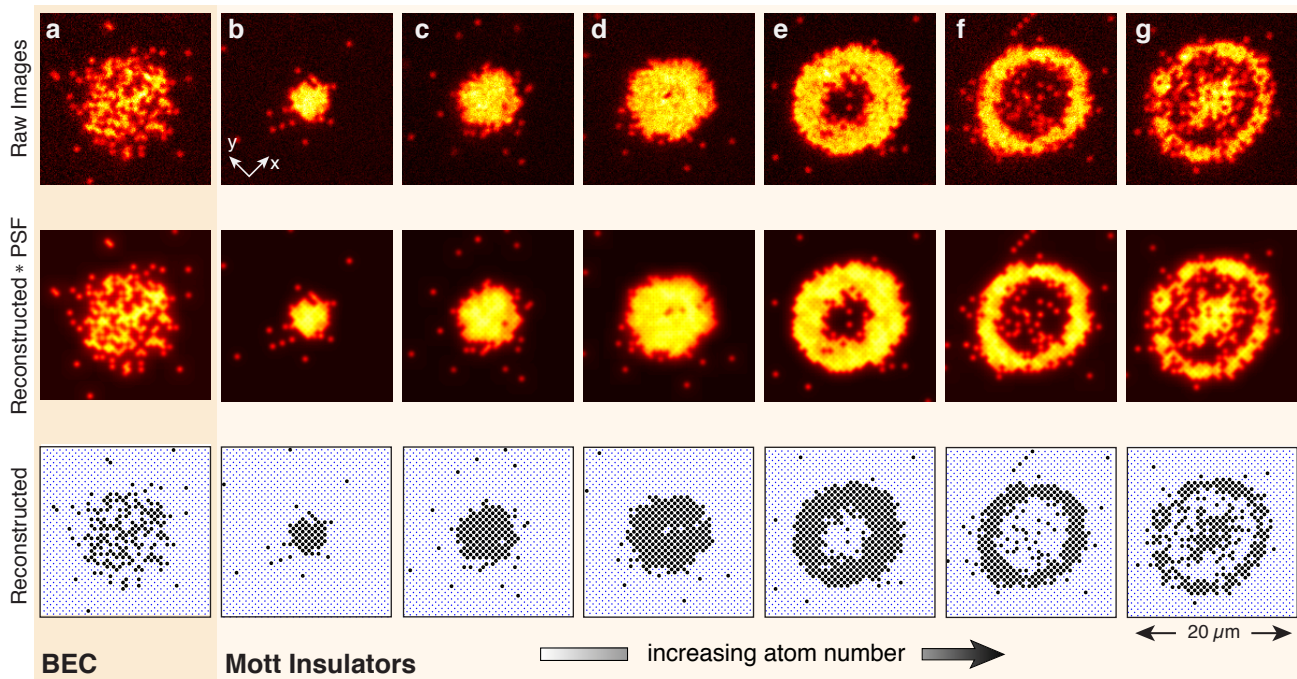 Raw Images
a
b
c
d
e
f
g
y
x
Reconstructed * PSF
Reconstructed
20 µm
BEC
Mott Insulators
increasing atom number